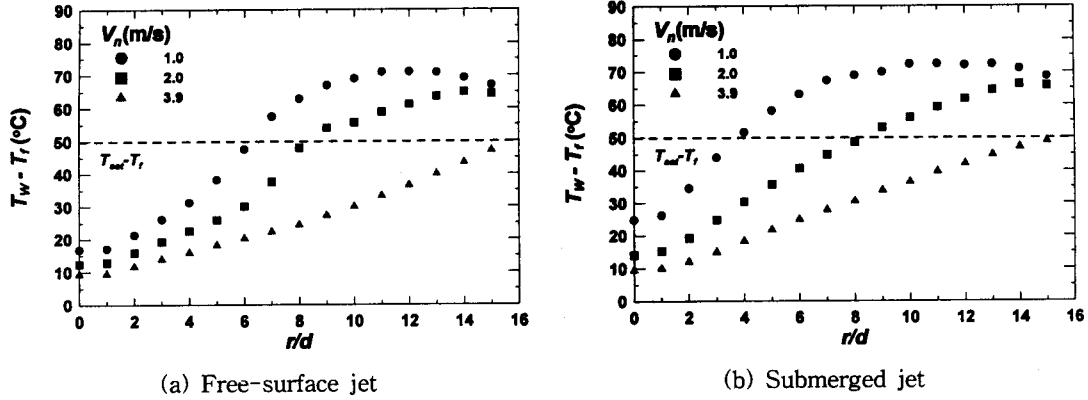 90
80
70
60
50
40
30
20
10
0
T_W - T_f (°C)
V_n(m/s)
1.0
2.0
3.9
T_sat-T_f
0 2 4 6 8 10 12 14 16
r/d
(a) Free-surface jet
90
80
70
60
50
40
30
20
10
0
T_W - T_f (°C)
V_n(m/s)
1.0
2.0
3.9
T_sat-T_f
0 2 4 6 8 10 12 14 16
r/d
(b) Submerged jet